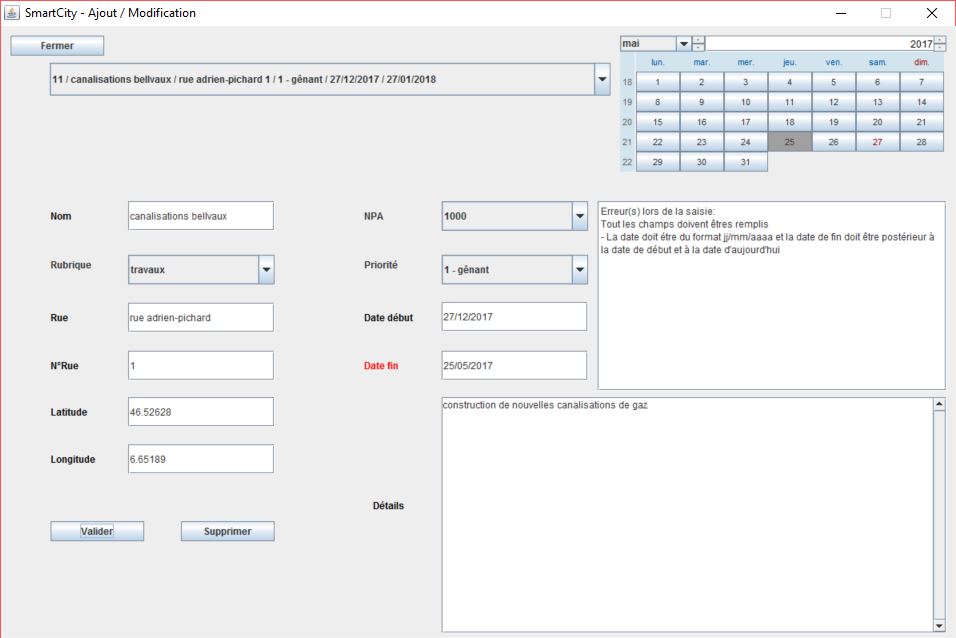 SmartCity - Ajout / Modification
Fermer
11 / canalisations bellvaux / rue adrien-pichard 1 / 1 - gênant / 27/12/2017 / 27/01/2018
mai 2017
lun. mar. mer. jeu. ven. sam. dim.
18 1 2 3 4 5 6 7
19 8 9 10 11 12 13 14
20 15 16 17 18 19 20 21
21 22 23 24 25 26 27 28
22 29 30 31
Nom canalisations bellvaux
NPA 1000
Erreur(s) lors de la saisie:
Tout les champs doivent êtres remplis
- La date doit être du format jj/mm/aaaa et la date de fin doit être postérieur à
la date de début et à la date d'aujourd'hui
Rubrique travaux
Priorité 1 - gênant
Rue rue adrien-pichard
Date début 27/12/2017
N°Rue 1
Date fin 25/05/2017
Latitude 46.52628
Longitude 6.65189
Détails
construction de nouvelles canalisations de gaz
Valider Supprimer